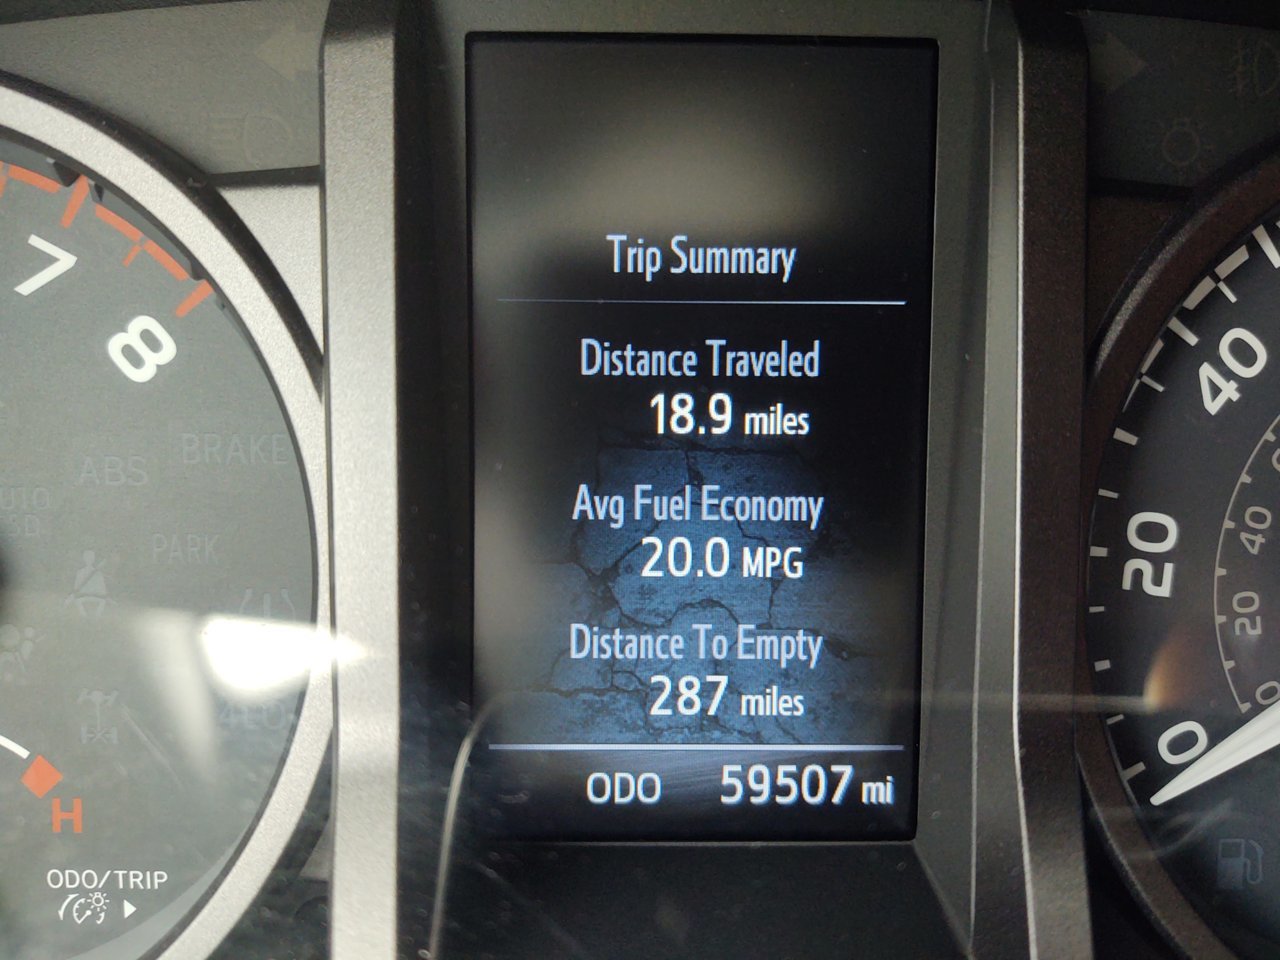 Trip Summary
Distance Traveled
18.9 miles
Avg Fuel Economy
20.0 MPG
Distance To Empty
287 miles
ODO 59507 mi
7
8
BRAKE
ABS
PARK
H
ODO/TRIP
40
20
0
40
20
0